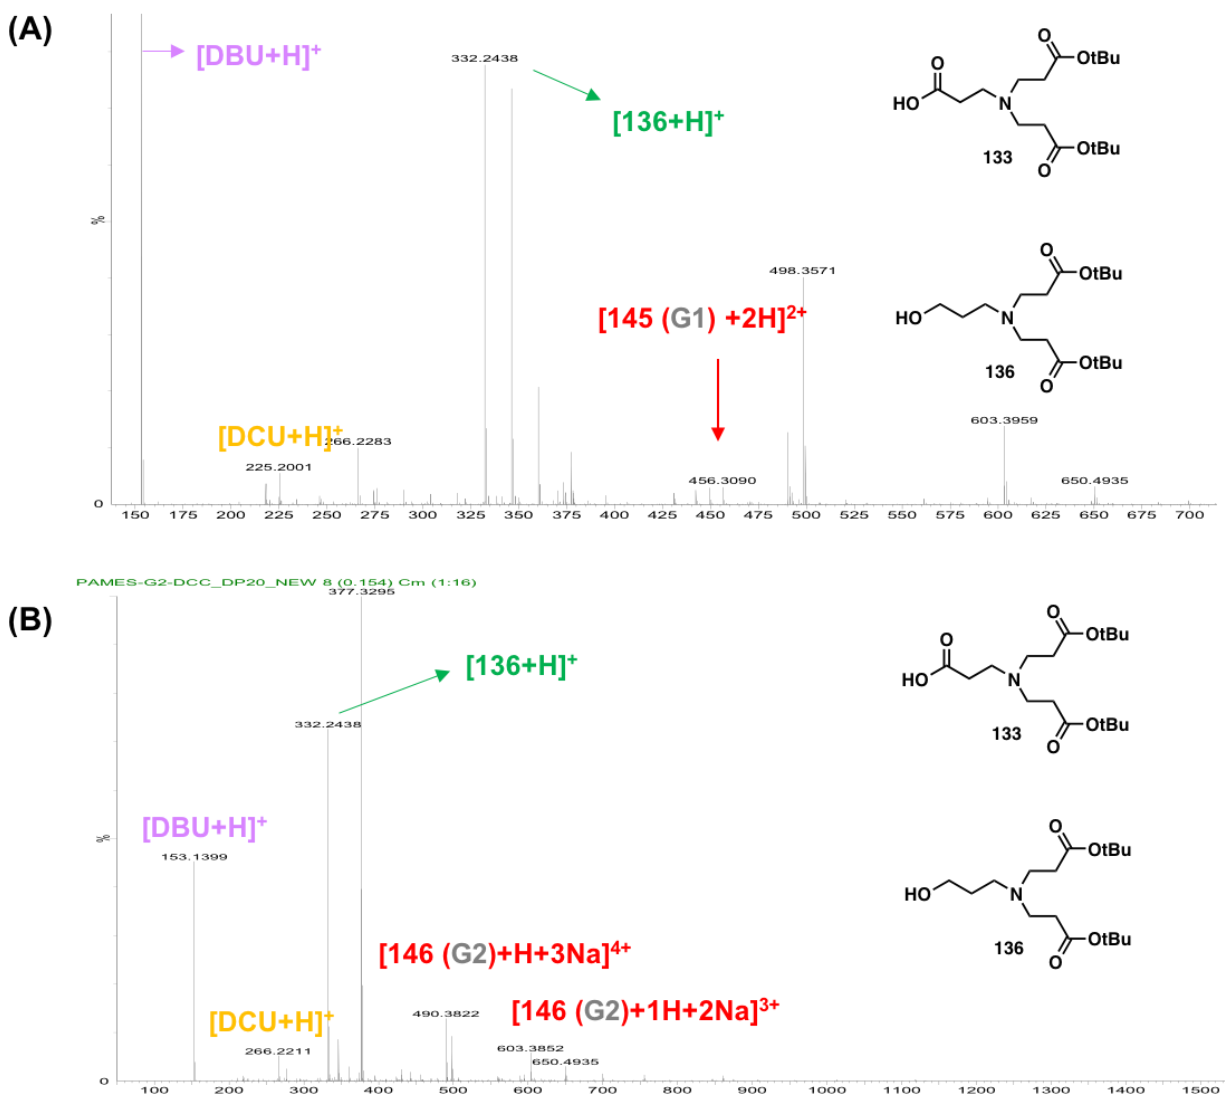 (A)
[DBU+H]+
332.2438
[136+H]+
O
OtBu
O
HO
N
OtBu
133
O
%
498.3571
[145 (G1) +2H]2+
O
OtBu
HO
N
OtBu
136
O
603.3959
[DCU+H]+
266.2283
225.2001
456.3090
650.4935
0
150 175 200 225 250 275 300 325 350 375 400 425 450 475 500 525 550 575 600 625 650 675 700
PAMES-G2-DCC_DP20_NEW 8 (0.154) Cm (1:16)
377.3295
(B)
[136+H]+
O
OtBu
O
HO
N
OtBu
133
O
332.2438
[DBU+H]+
%
153.1399
O
OtBu
HO
N
OtBu
136
O
[146 (G2)+H+3Na]4+
[146 (G2)+1H+2Na]3+
[DCU+H]+
490.3822
266.2211
603.3852
650.4935
0
100 200 300 400 500 600 700 800 900 1000 1100 1200 1300 1400 1500